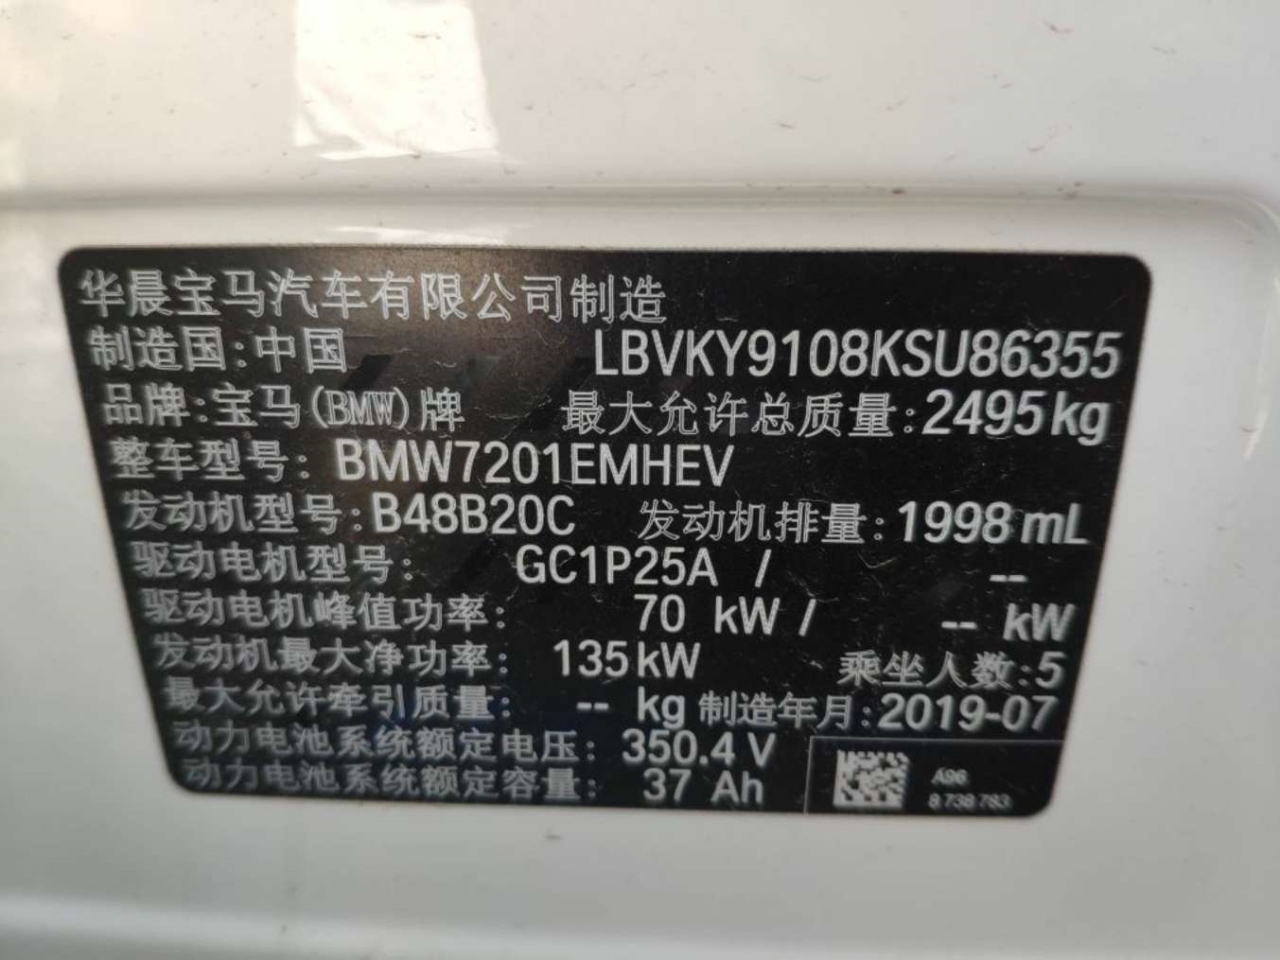 华晨宝马汽车有限公司制造
制造国:中国 LBVKY9108KSU86355
品牌:宝马(BMW)牌 最大允许总质量:2495kg
整车型号: BMW7201EMHEV
发动机型号:B48B20C 发动机排量:1998mL
驱动电机型号: GC1P25A / --
驱动电机峰值功率: 70 kW / -- kW
发动机最大净功率: 135kW 乘坐人数:5
最大允许牵引质量: -- kg 制造年月:2019-07
动力电池系统额定电压: 350.4 V
动力电池系统额定容量: 37 Ah
A96
8 738 783